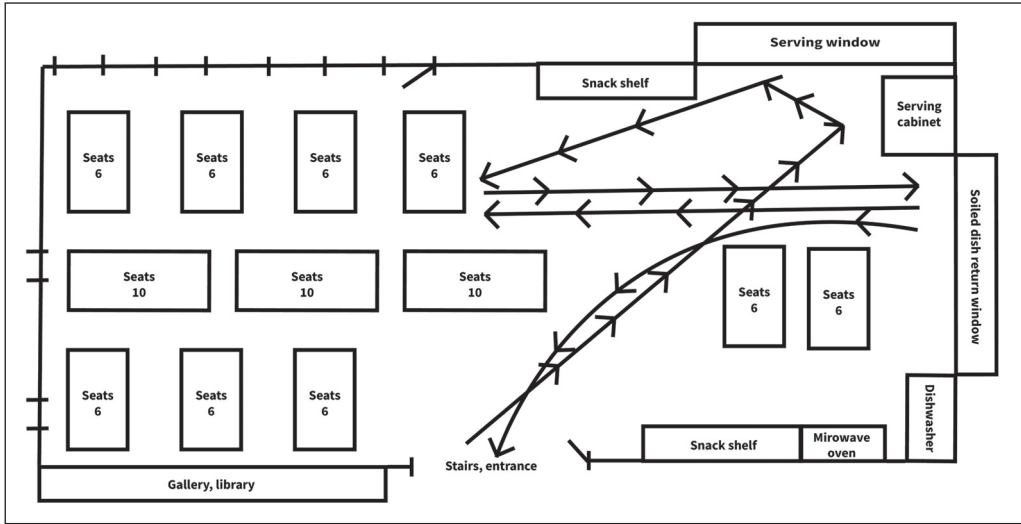 Serving window
Snack shelf
Serving
cabinet
Seats
6
Seats
6
Seats
6
Seats
6
Soiled dish return window
Seats
10
Seats
10
Seats
10
Seats
6
Seats
6
Seats
6
Seats
6
Seats
6
Dishwasher
Snack shelf
Mirowave
oven
Stairs, entrance
Gallery, library